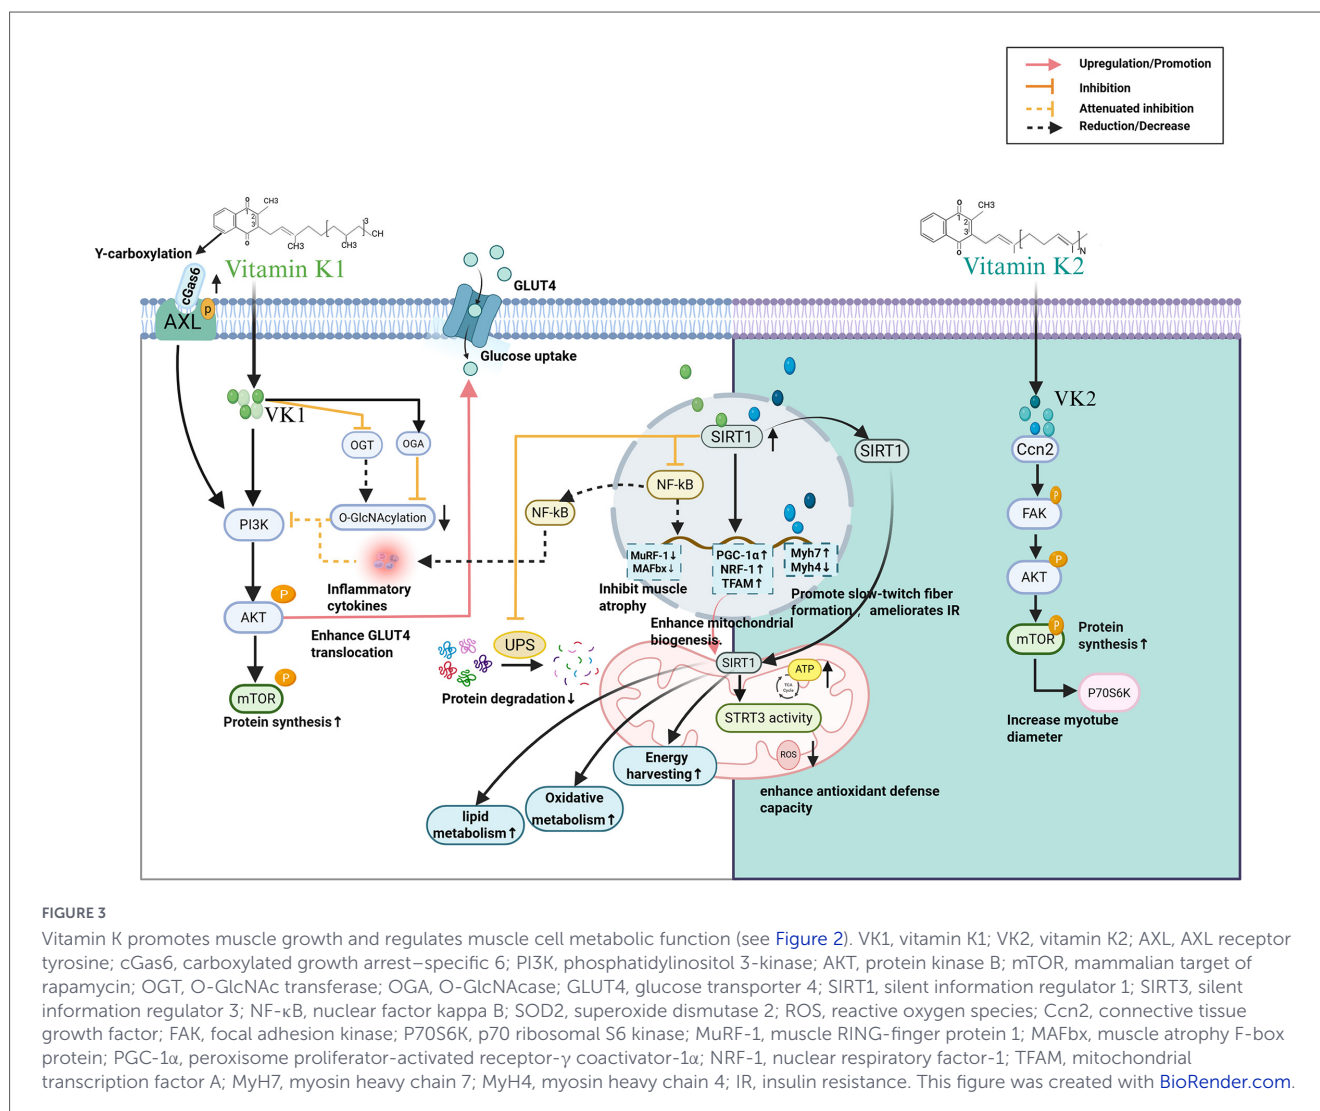 Upregulation/Promotion
Inhibition
Attenuated inhibition
Reduction/Decrease
O
1
2
3
O
CH3
CH3
CH3
3
CH
Y-carboxylation
cGas6
Vitamin K1
AXL
p
GLUT4
Glucose uptake
O
1
2
3
O
CH3
N
Vitamin K2
VK1
OGT
OGA
PI3K
O-GlcNAcylation
Inflammatory
cytokines
AKT
P
Enhance GLUT4
translocation
mTOR
P
Protein synthesis↑
SIRT1
SIRT1
NF-kB
NF-kB
MuRF-1↓
MAFbx↓
PGC-1α↑
NRF-1↑
TFAM↑
Myh7↑
Myh4↓
Inhibit muscle
atrophy
Promote slow-twitch fiber
formation, ameliorates IR
Enhance mitochondrial
biogenesis.
UPS
Protein degradation↓
SIRT1
ATP
TCA
Cycle
STRT3 activity
ROS
Energy
harvesting↑
Oxidative
metabolism↑
lipid
metabolism↑
enhance antioxidant defense
capacity
VK2
Ccn2
FAK
P
AKT
P
mTOR
P
Protein
synthesis↑
P70S6K
Increase myotube
diameter
FIGURE 3
Vitamin K promotes muscle growth and regulates muscle cell metabolic function (see Figure 2). VK1, vitamin K1; VK2, vitamin K2; AXL, AXL receptor
tyrosine; cGas6, carboxylated growth arrest–specific 6; PI3K, phosphatidylinositol 3-kinase; AKT, protein kinase B; mTOR, mammalian target of
rapamycin; OGT, O-GlcNAc transferase; OGA, O-GlcNAcase; GLUT4, glucose transporter 4; SIRT1, silent information regulator 1; SIRT3, silent
information regulator 3; NF-κB, nuclear factor kappa B; SOD2, superoxide dismutase 2; ROS, reactive oxygen species; Ccn2, connective tissue
growth factor; FAK, focal adhesion kinase; P70S6K, p70 ribosomal S6 kinase; MuRF-1, muscle RING-finger protein 1; MAFbx, muscle atrophy F-box
protein; PGC-1α, peroxisome proliferator-activated receptor-γ coactivator-1α; NRF-1, nuclear respiratory factor-1; TFAM, mitochondrial
transcription factor A; MyH7, myosin heavy chain 7; MyH4, myosin heavy chain 4; IR, insulin resistance. This figure was created with BioRender.com.